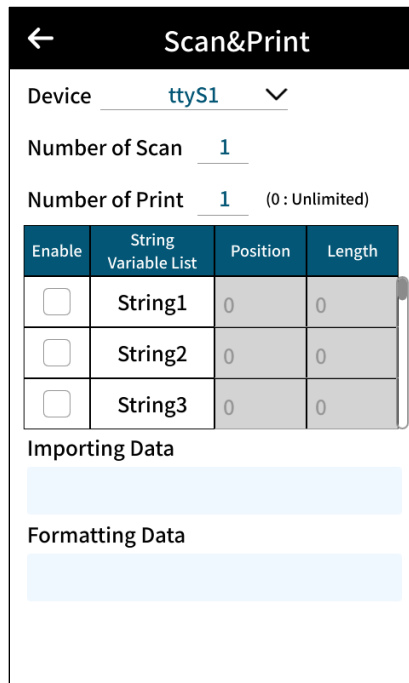 Scan&Print
Device ttyS1
Number of Scan 1
Number of Print 1 (0 : Unlimited)
Enable String Variable List Position Length
String1 0 0
String2 0 0
String3 0 0
Importing Data
Formatting Data